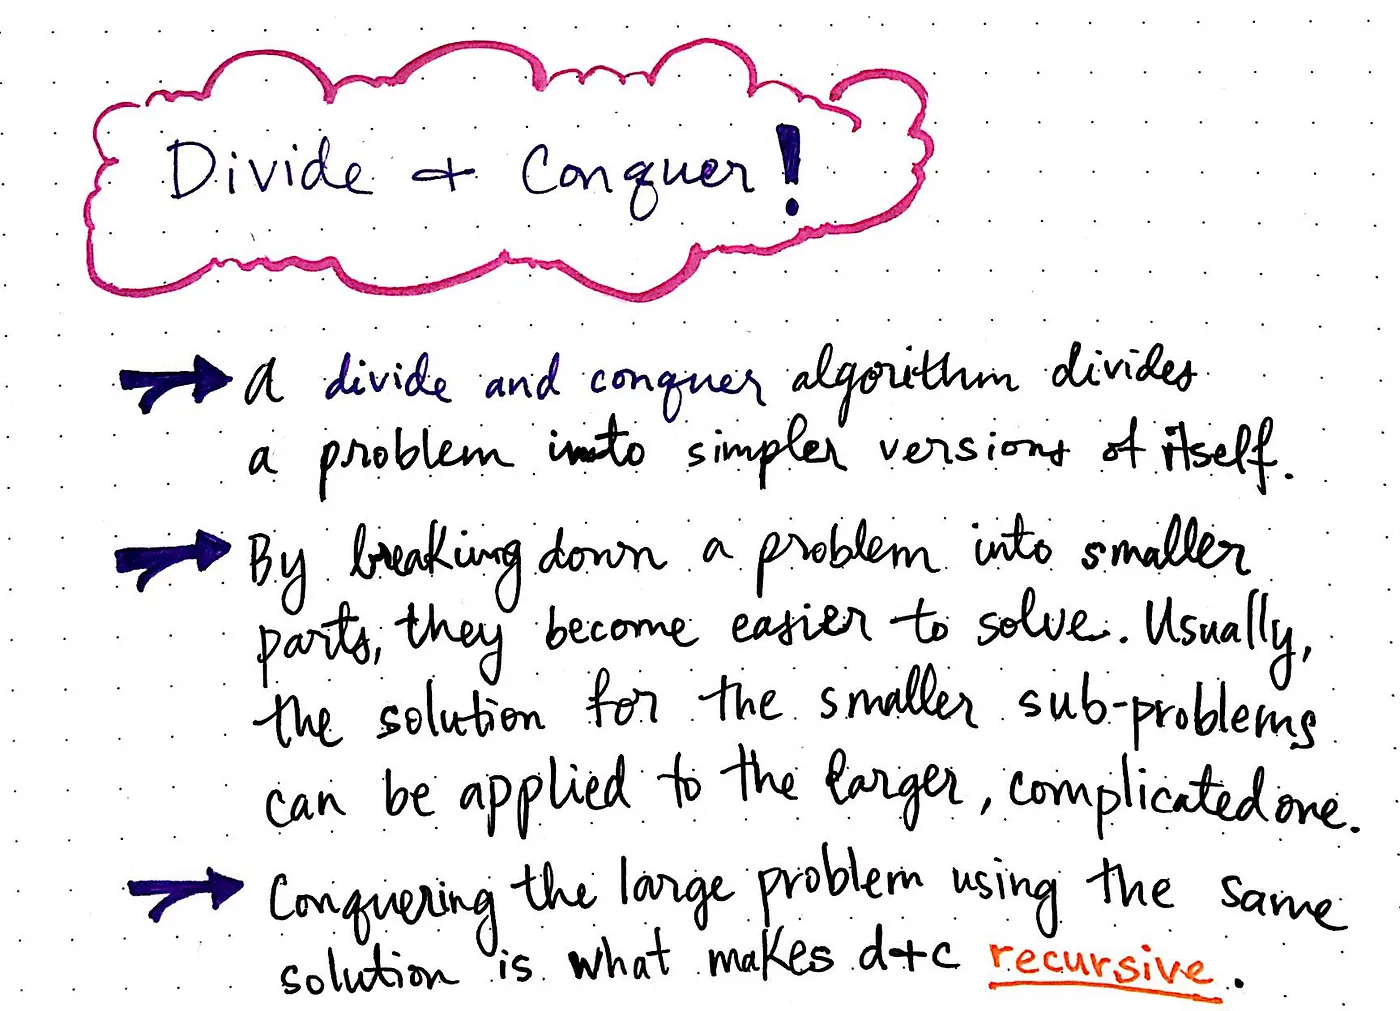 Divide + Conquer!
A divide and conquer algorithm divides
a problem into simpler versions of itself.
By breaking down a problem into smaller
parts, they become easier to solve. Usually,
the solution for the smaller sub-problems
can be applied to the larger, complicated one.
Conquering the large problem using the same
solution is what makes d+c recursive.